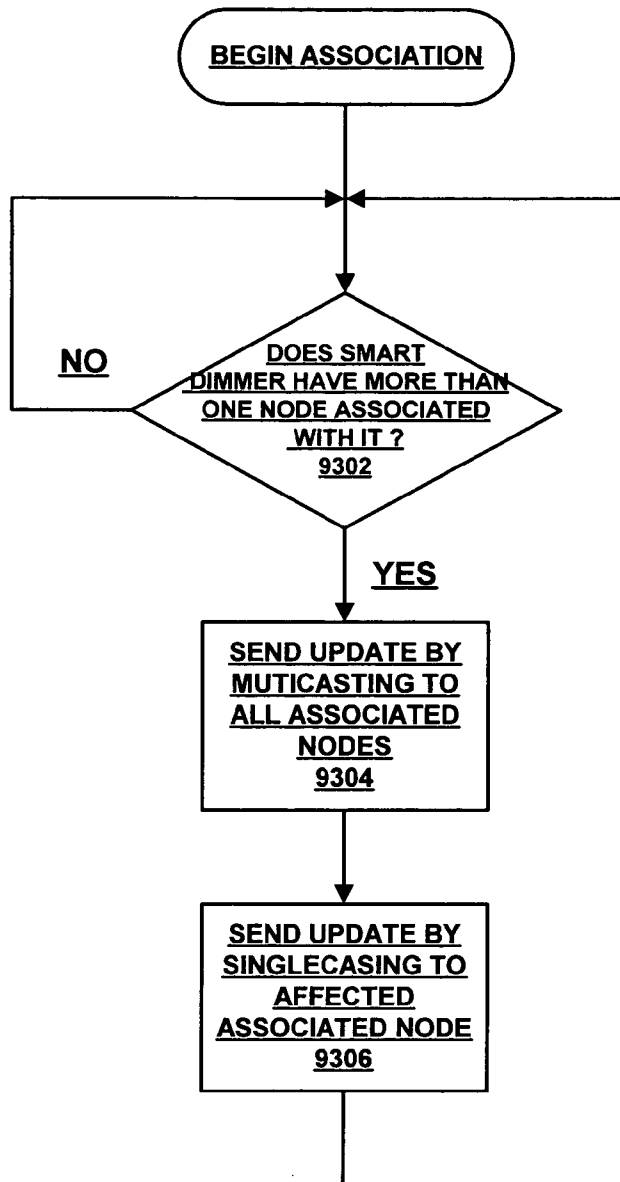 BEGIN ASSOCIATION
NO
DOES SMART
DIMMER HAVE MORE THAN
ONE NODE ASSOCIATED
WITH IT ?
9302
YES
SEND UPDATE BY
MUTICASTING TO
ALL ASSOCIATED
NODES
9304
SEND UPDATE BY
SINGLECASING TO
AFFECTED
ASSOCIATED NODE
9306